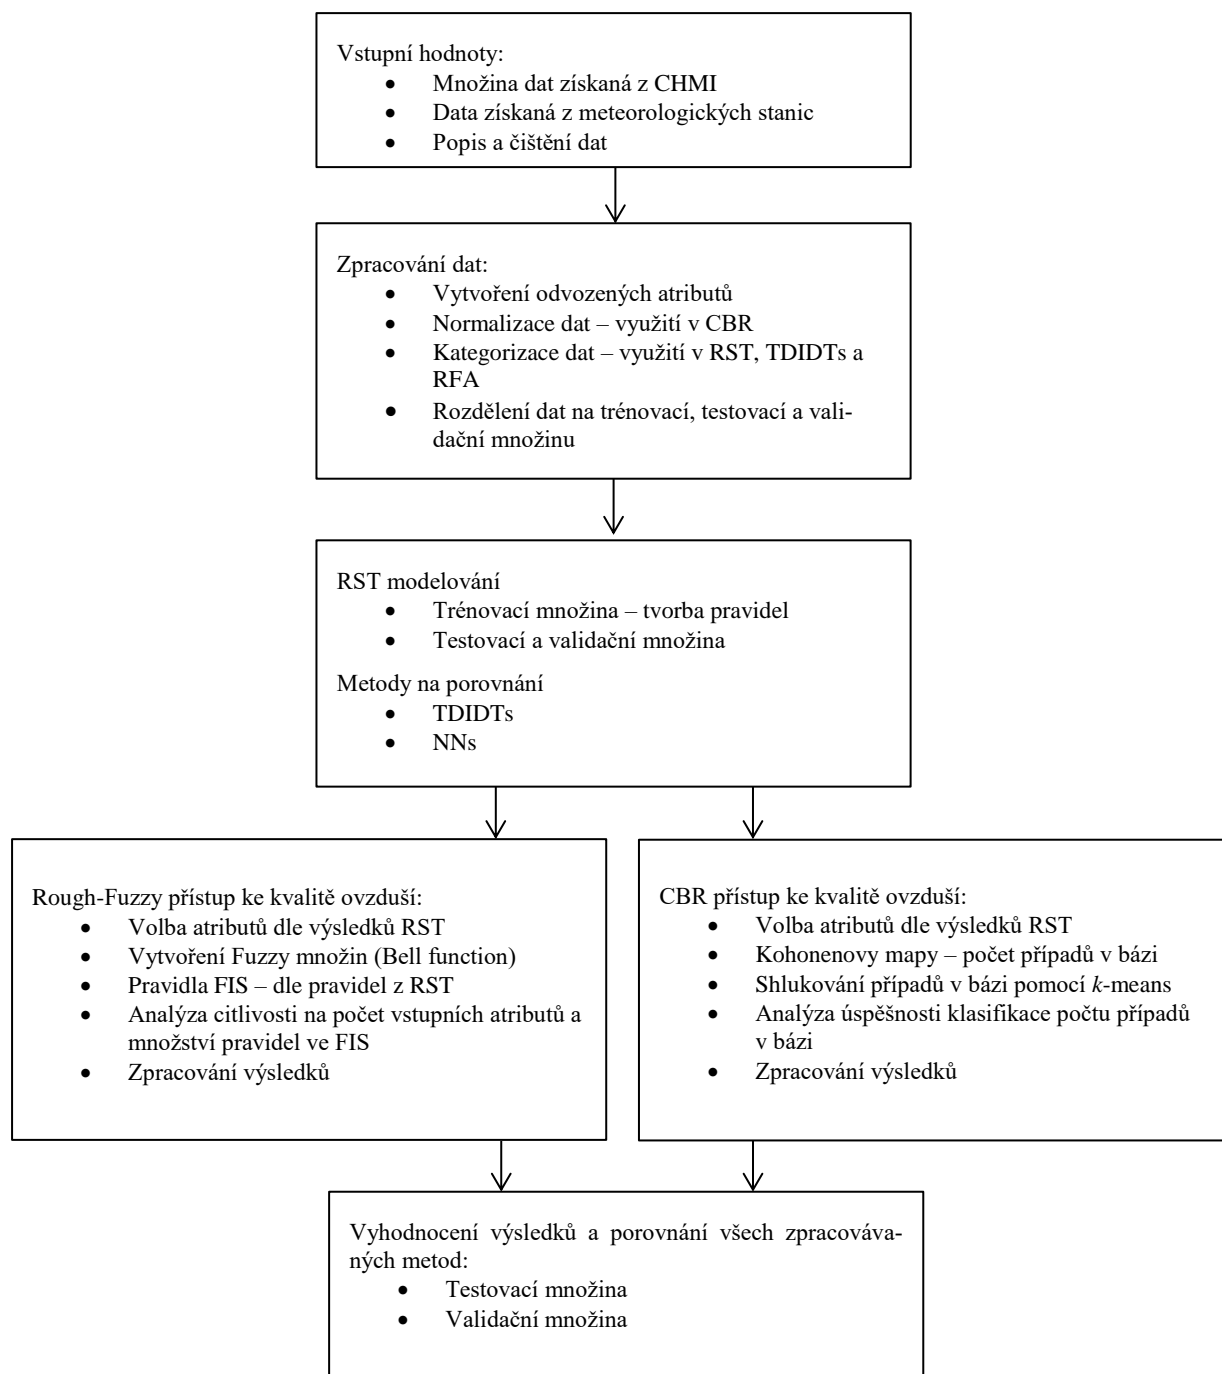 Vstupní hodnoty:
• Množina dat získaná z CHMI
• Data získaná z meteorologických stanic
• Popis a čištění dat
Zpracování dat:
• Vytvoření odvozených atributů
• Normalizace dat – využití v CBR
• Kategorizace dat – využití v RST, TDIDTs a
RFA
• Rozdělení dat na trénovací, testovací a vali-
dační množinu
RST modelování
• Trénovací množina – tvorba pravidel
• Testovací a validační množina
Metody na porovnání
• TDIDTs
• NNs
Rough-Fuzzy přístup ke kvalitě ovzduší:
• Volba atributů dle výsledků RST
• Vytvoření Fuzzy množin (Bell function)
• Pravidla FIS – dle pravidel z RST
• Analýza citlivosti na počet vstupních atributů a
množství pravidel ve FIS
• Zpracování výsledků
CBR přístup ke kvalitě ovzduší:
• Volba atributů dle výsledků RST
• Kohonenovy mapy – počet případů v bázi
• Shlukování případů v bázi pomocí k-means
• Analýza úspěšnosti klasifikace počtu případů
v bázi
• Zpracování výsledků
Vyhodnocení výsledků a porovnání všech zpracováva-
ných metod:
• Testovací množina
• Validační množina